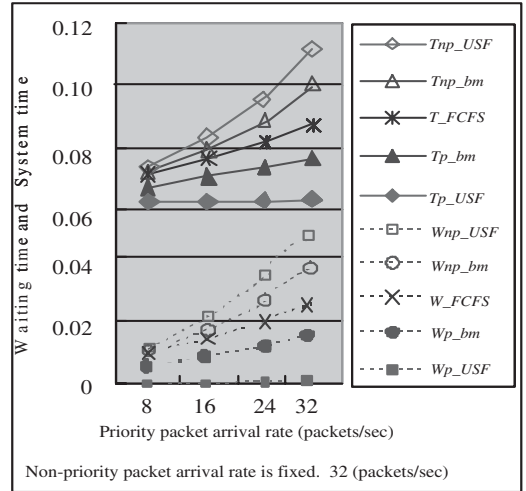 Waiting time and System time
0.12
0.10
0.08
0.06
0.04
0.02
0
8 16 24 32
Priority packet arrival rate (packets/sec)
Tnp_USF
Tnp_bm
T_FCFS
Tp_bm
Tp_USF
Wnp_USF
Wnp_bm
W_FCFS
Wp_bm
Wp_USF
Non-priority packet arrival rate is fixed. 32 (packets/sec)